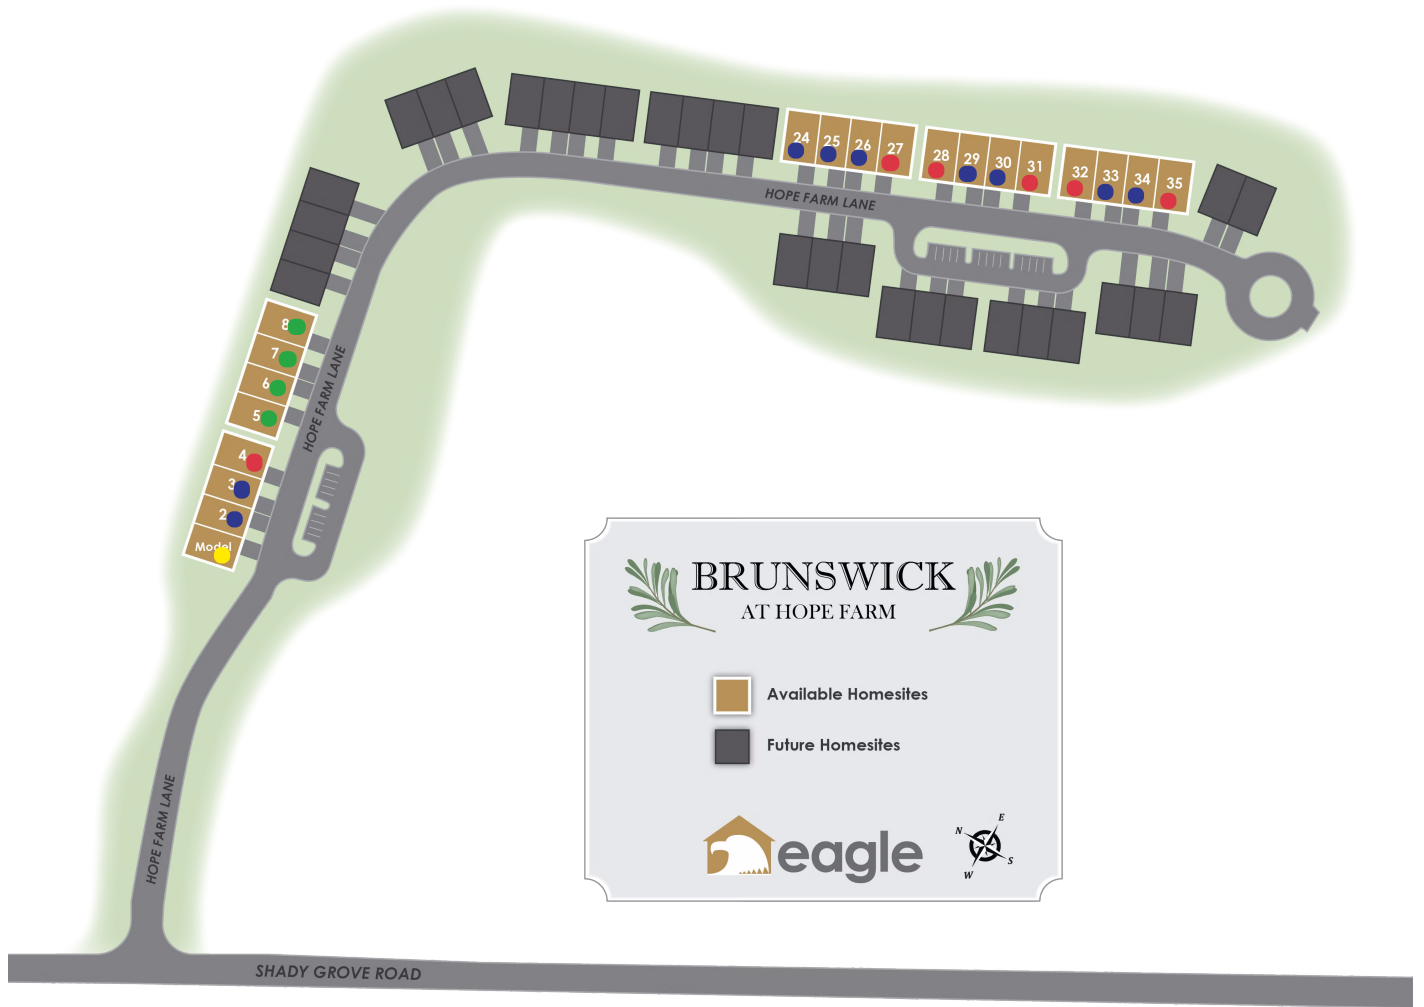 24
25
26
27
28
29
30
31
32
33
34
35
HOPE FARM LANE
8
7
6
5
HOPE FARM LANE
4
3
2
Model
BRUNSWICK
AT HOPE FARM
Available Homesites
Future Homesites
eagle
N
E
S
W
HOPE FARM LANE
SHADY GROVE ROAD